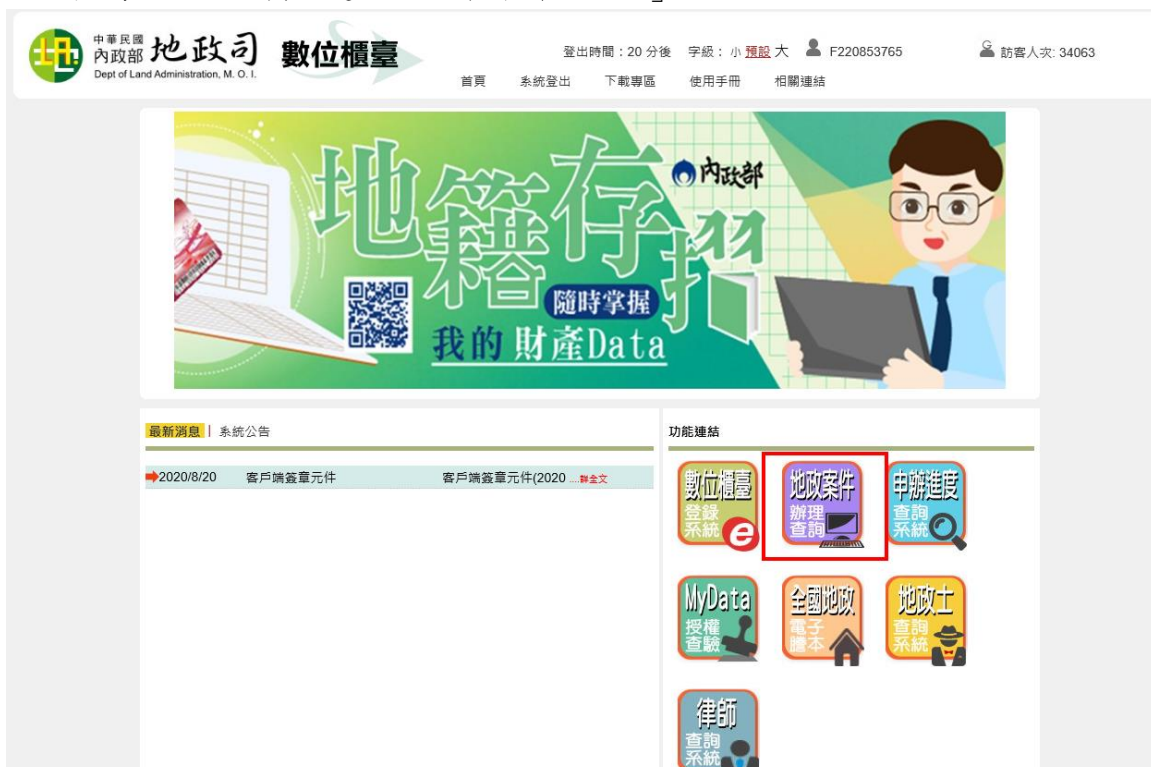 中華民國
內政部 地政司 數位櫃臺
Dept of Land Administration, M. O. I.
登出時間：20 分後 字級： 小 預設 大 F220853765 訪客人次: 34063
首頁 系統登出 下載專區 使用手冊 相關連結
地籍存摺
內政部
隨時掌握
我的財產Data
最新消息 | 系統公告
2020/8/20 客戶端簽章元件 客戶端簽章元件(2020 ....詳全文
功能連結
數位櫃臺
登錄
系統
地政案件
辦理
查詢
申辦進度
查詢
系統
MyData
授權
查驗
全國地政
電子
謄本
地政士
查詢
系統
律師
查詢
系統